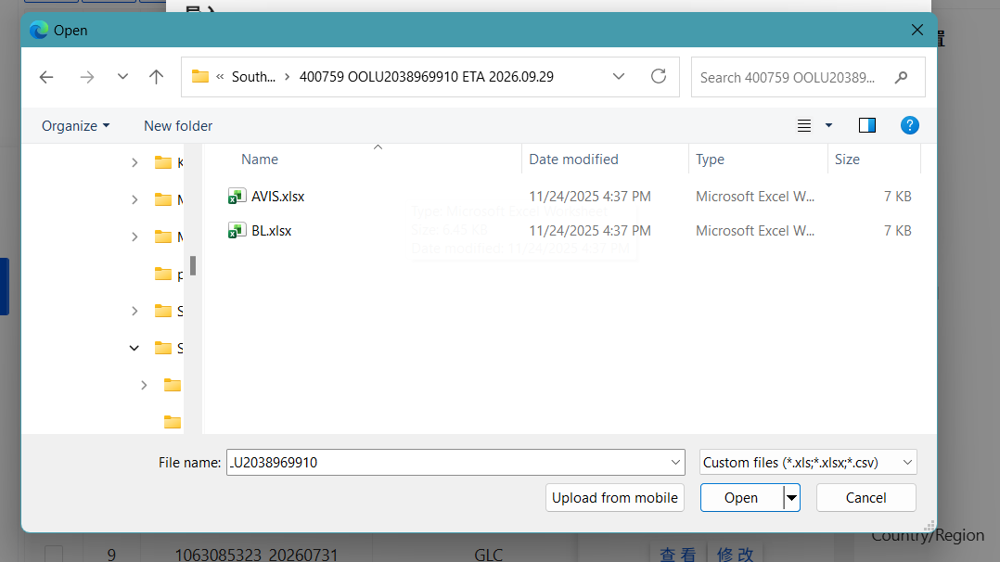 Open
« South... › 400759 OOLU2038969910 ETA 2026.09.29
Search 400759 OOLU20389...
Organize
New folder
?
Name
Date modified
Type
Size
AVIS.xlsx
11/24/2025 4:37 PM
Microsoft Excel W...
7 KB
BL.xlsx
11/24/2025 4:37 PM
Microsoft Excel W...
7 KB
Type: Microsoft Excel Worksheet
Size: 6.45 KB
Date modified: 11/24/2025 4:37 PM
File name:
_U2038969910
Custom files (*.xls;*.xlsx;*.csv)
Upload from mobile
Open
Cancel
Country/Region
9
1063085323_20260731
GLC
查看
修改